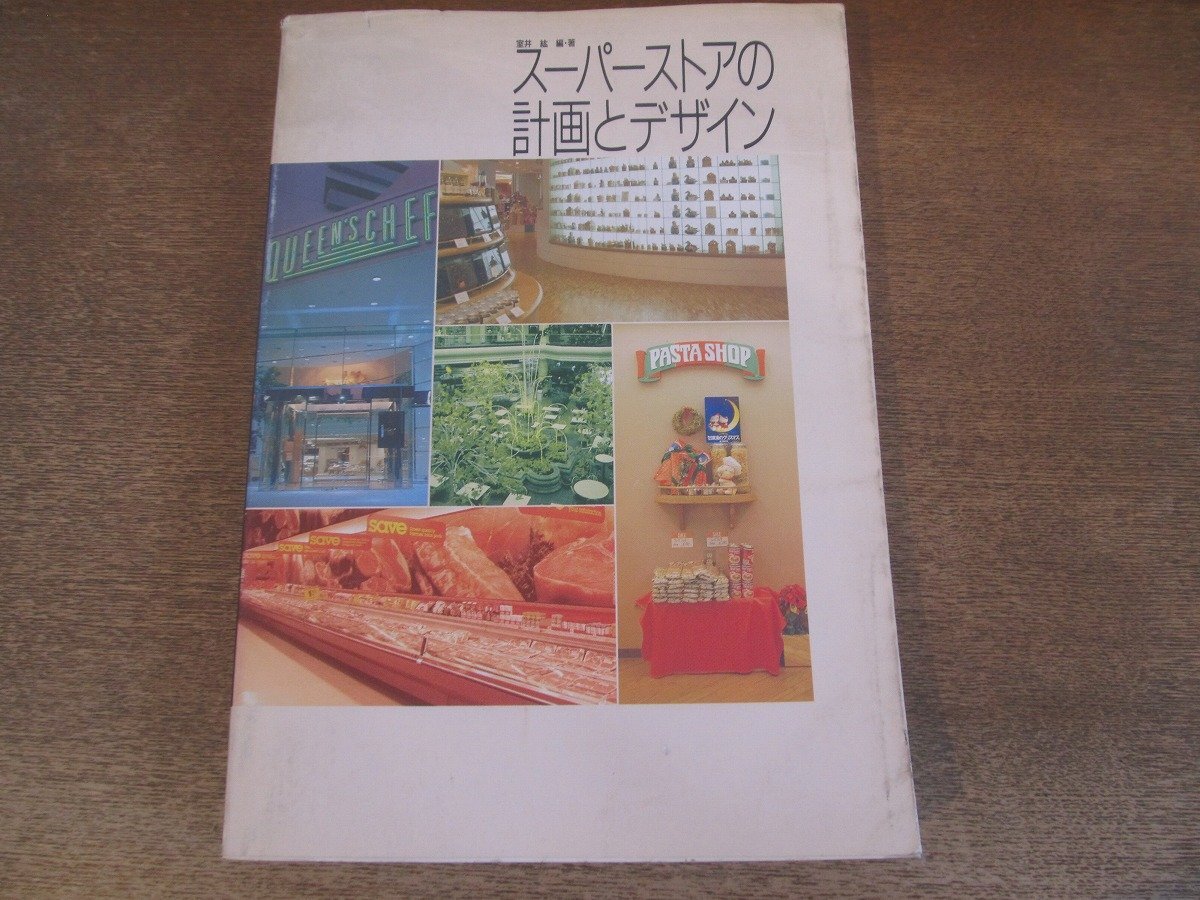 室井 紘 編・著
スーパーストアの
計画とデザイン
QUEEN'S CHEF
PASTA SHOP
save
save
save